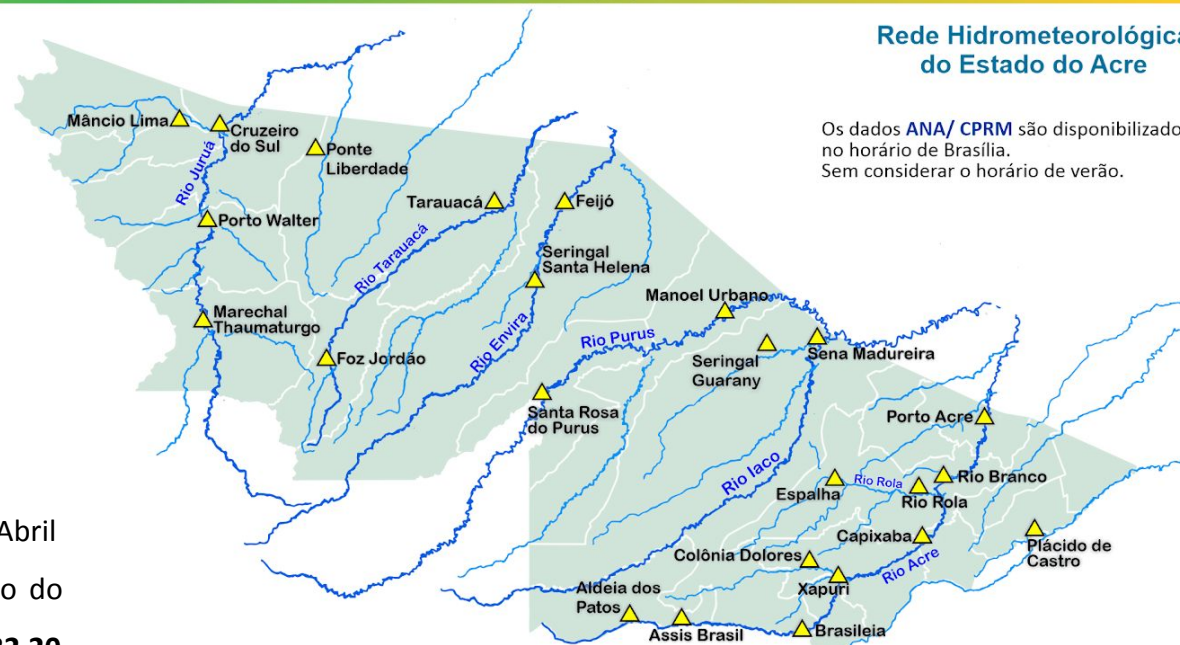 Rede Hidrometeorológica
do Estado do Acre
Os dados ANA/ CPRM são disponibilizado
no horário de Brasília.
Sem considerar o horário de verão.
Mâncio Lima
Cruzeiro
do Sul
Ponte
Liberdade
Rio Juruá
Porto Walter
Tarauacá
Feijó
Rio Tarauacá
Seringal
Santa Helena
Marechal
Thaumaturgo
Foz Jordão
Rio Envira
Manoel Urbano
Rio Purus
Seringal
Guarany
Sena Madureira
Santa Rosa
do Purus
Porto Acre
Rio Iaco
Espalha
Rio Rola
Rio Rola
Rio Branco
Capixaba
Plácido de
Castro
Colônia Dolores
Rio Acre
Xapuri
Aldeia dos
Patos
Assis Brasil
Brasileia
Abril
o do